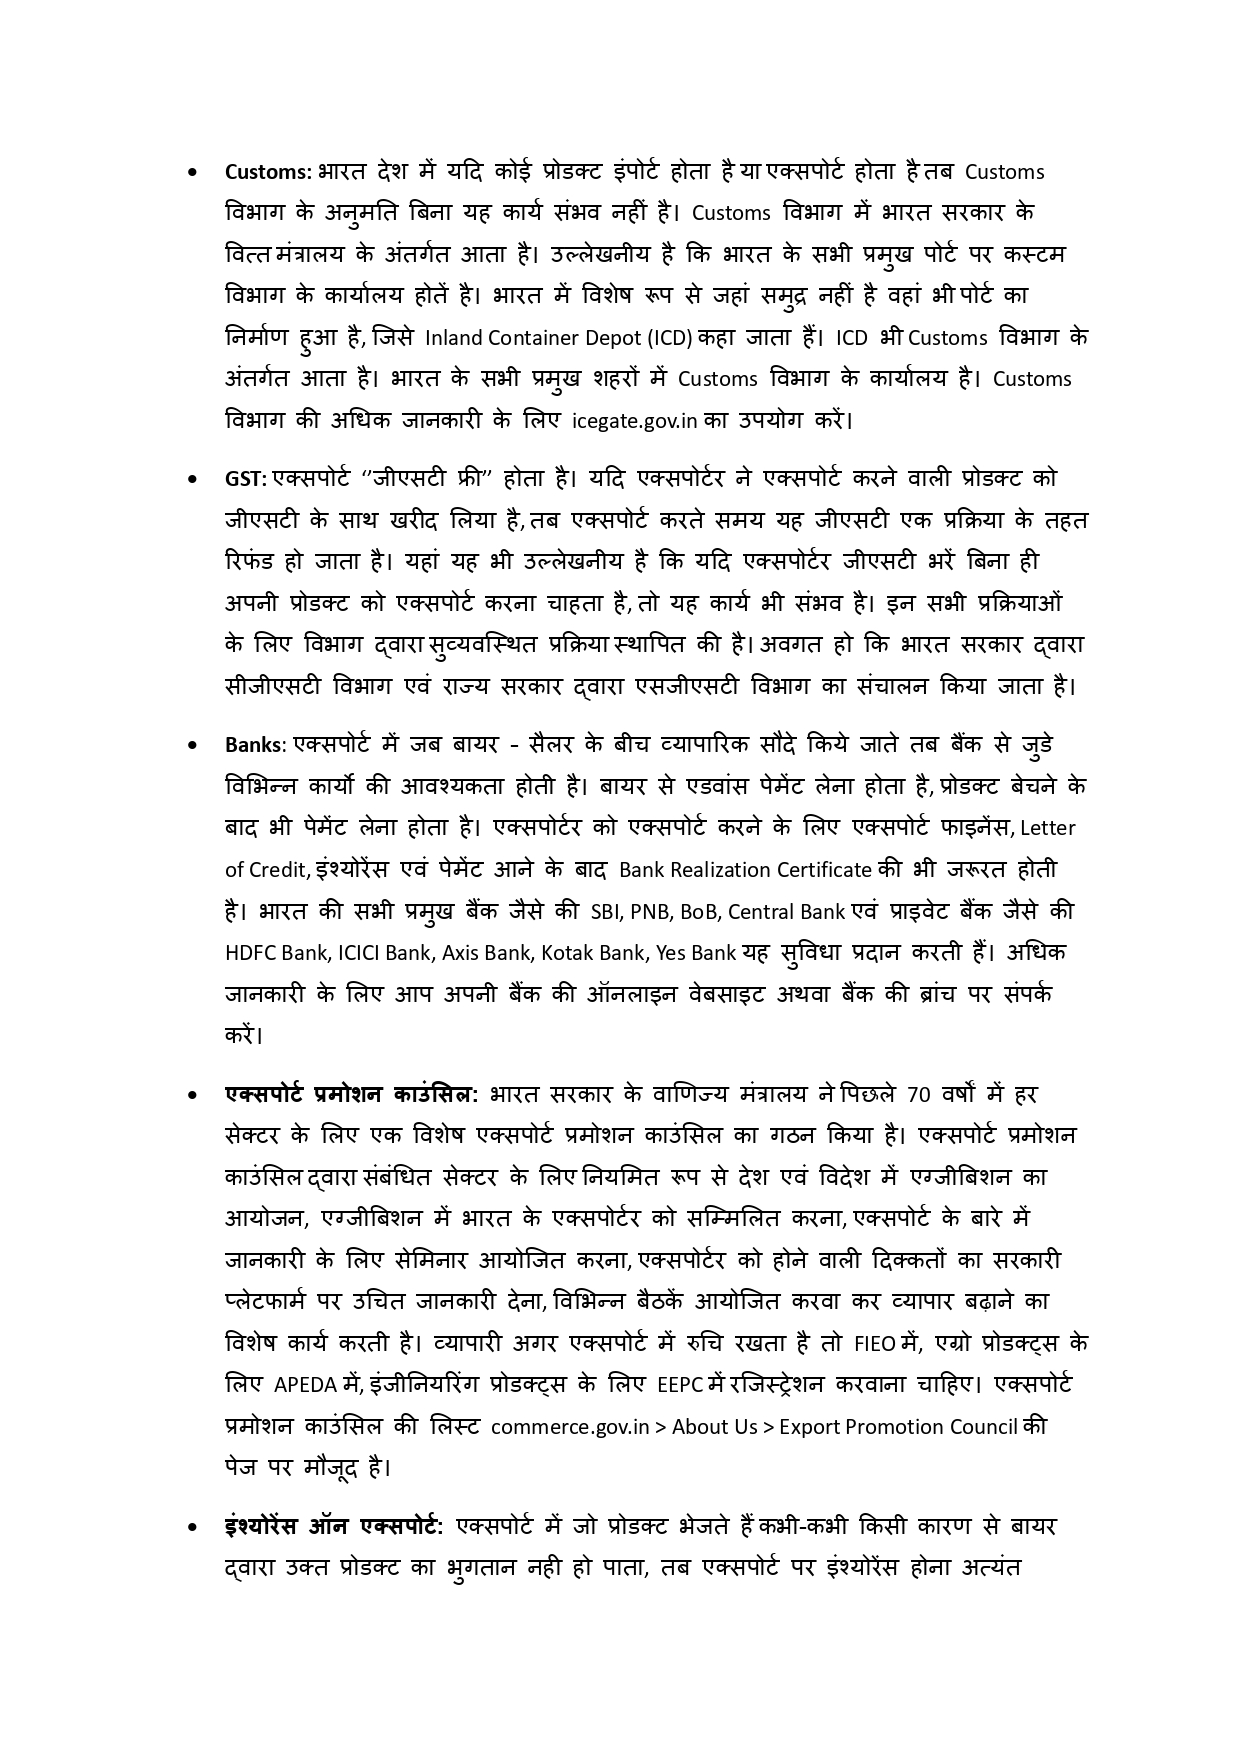 • Customs: भारत देश में यदि कोई प्रोडक्ट इंपोर्ट होता है या एक्सपोर्ट होता है तब Customs
विभाग के अनुमति बिना यह कार्य संभव नहीं है। Customs विभाग में भारत सरकार के
वित्त मंत्रालय के अंतर्गत आता है। उल्लेखनीय है कि भारत के सभी प्रमुख पोर्ट पर कस्टम
विभाग के कार्यालय होतें है। भारत में विशेष रूप से जहां समुद्र नहीं है वहां भी पोर्ट का
निर्माण हुआ है, जिसे Inland Container Depot (ICD) कहा जाता हैं। ICD भी Customs विभाग के
अंतर्गत आता है। भारत के सभी प्रमुख शहरों में Customs विभाग के कार्यालय है। Customs
विभाग की अधिक जानकारी के लिए icegate.gov.in का उपयोग करें।
• GST: एक्सपोर्ट ‘’जीएसटी फ्री’’ होता है। यदि एक्सपोर्टर ने एक्सपोर्ट करने वाली प्रोडक्ट को
जीएसटी के साथ खरीद लिया है, तब एक्सपोर्ट करते समय यह जीएसटी एक प्रक्रिया के तहत
रिफंड हो जाता है। यहां यह भी उल्लेखनीय है कि यदि एक्सपोर्टर जीएसटी भरें बिना ही
अपनी प्रोडक्ट को एक्सपोर्ट करना चाहता है, तो यह कार्य भी संभव है। इन सभी प्रक्रियाओं
के लिए विभाग द्वारा सुव्यवस्थित प्रक्रिया स्थापित की है। अवगत हो कि भारत सरकार द्वारा
सीजीएसटी विभाग एवं राज्य सरकार द्वारा एसजीएसटी विभाग का संचालन किया जाता है।
• Banks: एक्सपोर्ट में जब बायर - सैलर के बीच व्यापारिक सौदे किये जाते तब बैंक से जुडे
विभिन्न कार्यो की आवश्यकता होती है। बायर से एडवांस पेमेंट लेना होता है, प्रोडक्ट बेचने के
बाद भी पेमेंट लेना होता है। एक्सपोर्टर को एक्सपोर्ट करने के लिए एक्सपोर्ट फाइनेंस, Letter
of Credit, इंश्योरेंस एवं पेमेंट आने के बाद Bank Realization Certificate की भी जरूरत होती
है। भारत की सभी प्रमुख बैंक जैसे की SBI, PNB, BoB, Central Bank एवं प्राइवेट बैंक जैसे की
HDFC Bank, ICICI Bank, Axis Bank, Kotak Bank, Yes Bank यह सुविधा प्रदान करती हैं। अधिक
जानकारी के लिए आप अपनी बैंक की ऑनलाइन वेबसाइट अथवा बैंक की ब्रांच पर संपर्क
करें।
• एक्सपोर्ट प्रमोशन काउंसिल: भारत सरकार के वाणिज्य मंत्रालय ने पिछले 70 वर्षों में हर
सेक्टर के लिए एक विशेष एक्सपोर्ट प्रमोशन काउंसिल का गठन किया है। एक्सपोर्ट प्रमोशन
काउंसिल द्वारा संबंधित सेक्टर के लिए नियमित रूप से देश एवं विदेश में एग्जीबिशन का
आयोजन, एग्जीबिशन में भारत के एक्सपोर्टर को सम्मिलित करना, एक्सपोर्ट के बारे में
जानकारी के लिए सेमिनार आयोजित करना, एक्सपोर्टर को होने वाली दिक्कतों का सरकारी
प्लेटफार्म पर उचित जानकारी देना, विभिन्न बैठकें आयोजित करवा कर व्यापार बढ़ाने का
विशेष कार्य करती है। व्यापारी अगर एक्सपोर्ट में रुचि रखता है तो FIEO में, एग्रो प्रोडक्ट्स के
लिए APEDA में, इंजीनियरिंग प्रोडक्ट्स के लिए EEPC में रजिस्ट्रेशन करवाना चाहिए। एक्सपोर्ट
प्रमोशन काउंसिल की लिस्ट commerce.gov.in > About Us > Export Promotion Council की
पेज पर मौजूद है।
• इंश्योरेंस ऑन एक्सपोर्ट: एक्सपोर्ट में जो प्रोडक्ट भेजते हैं कभी-कभी किसी कारण से बायर
द्वारा उक्त प्रोडक्ट का भुगतान नही हो पाता, तब एक्सपोर्ट पर इंश्योरेंस होना अत्यंत